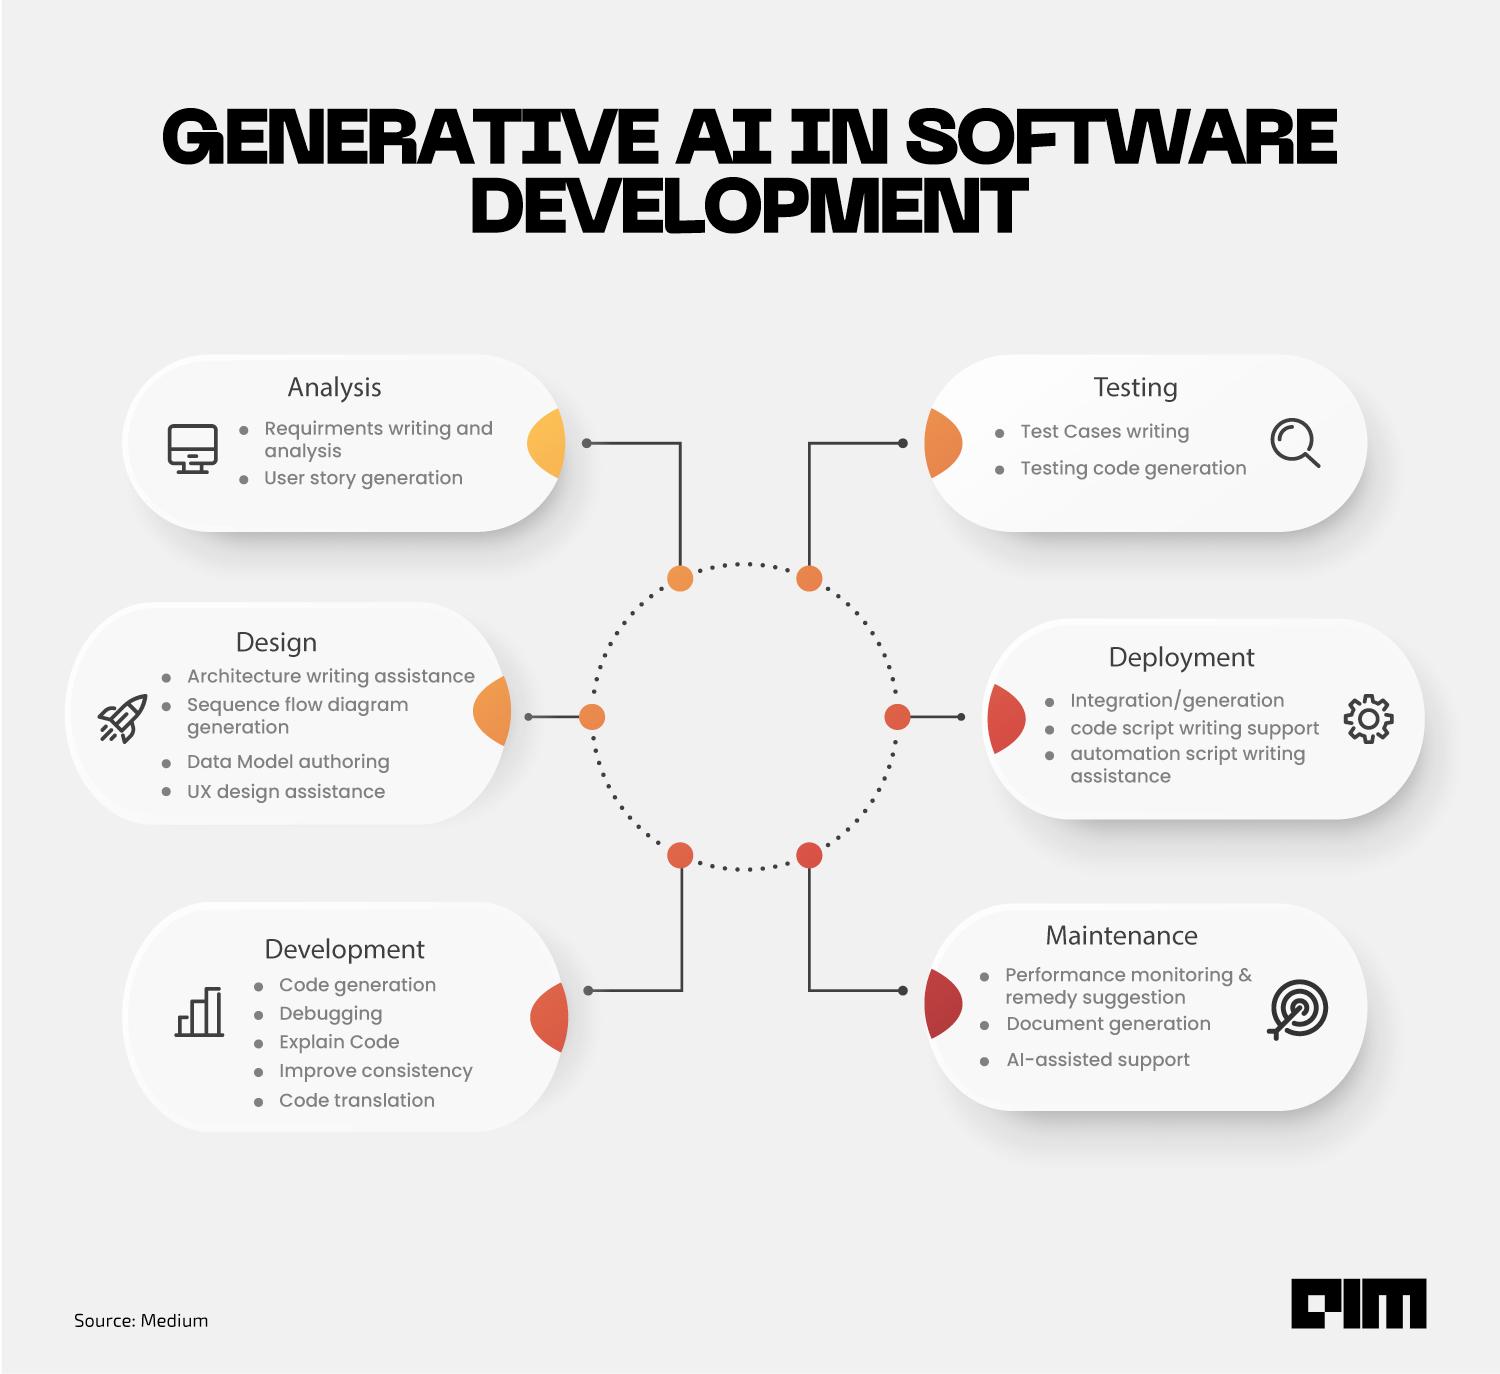 GENERATIVE AI IN SOFTWARE
DEVELOPMENT
Analysis
Requirments writing and
analysis
User story generation
Design
Architecture writing assistance
Sequence flow diagram
generation
Data Model authoring
UX design assistance
Development
Code generation
Debugging
Explain Code
Improve consistency
Code translation
Testing
Test Cases writing
Testing code generation
Deployment
Integration/generation
code script writing support
automation script writing
assistance
Maintenance
Performance monitoring &
remedy suggestion
Document generation
AI-assisted support
Source: Medium
AIM